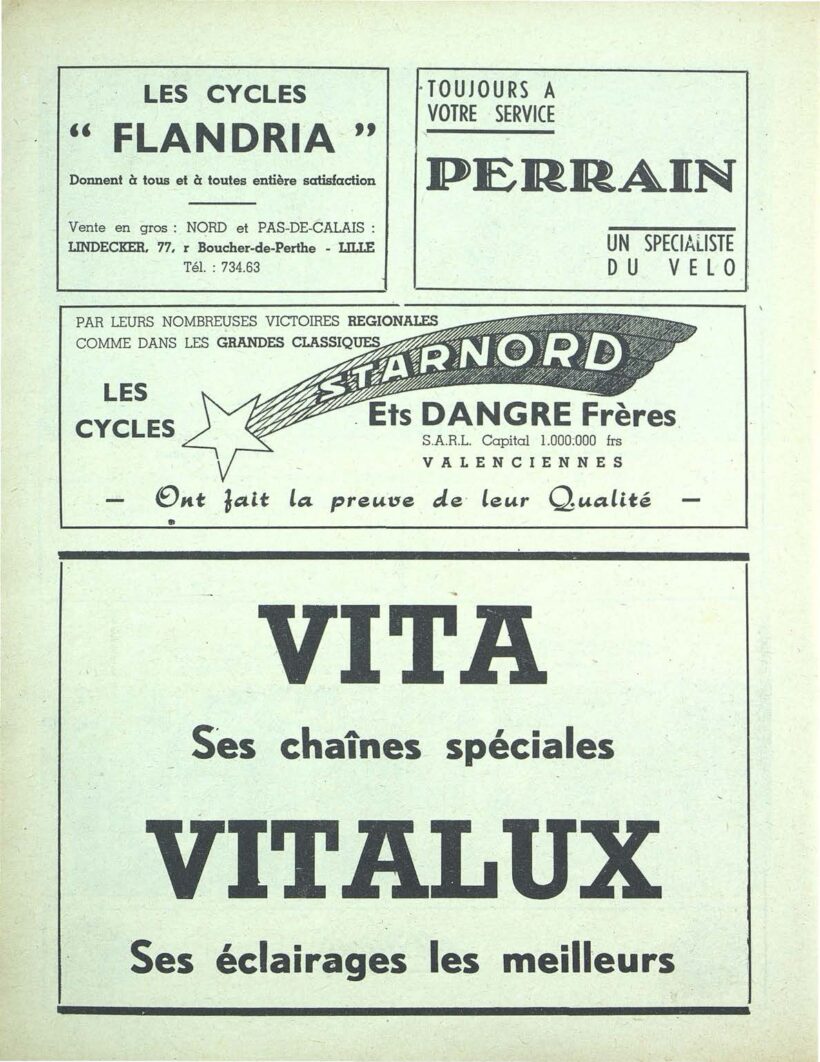 LES CYCLES
“ FLANDRIA ”
Donnent à tous et à toutes entière satisfaction
Vente en gros : NORD et PAS-DE-CALAIS :
LINDECKER, 77, r Boucher-de-Perthe - LILLE
Tél. : 734.63
TOUJOURS A
VOTRE SERVICE
PERRAIN
UN SPECIALISTE
DU VELO
PAR LEURS NOMBREUSES VICTOIRES REGIONALES
COMME DANS LES GRANDES CLASSIQUES
STARNORD
LES
CYCLES
Ets DANGRE Frères
S.A.R.L. Capital 1.000:000 frs
VALENCIENNES
— Ont fait la preuve de leur Qualité —
VITA
Ses chaînes spéciales
VITALUX
Ses éclairages les meilleurs